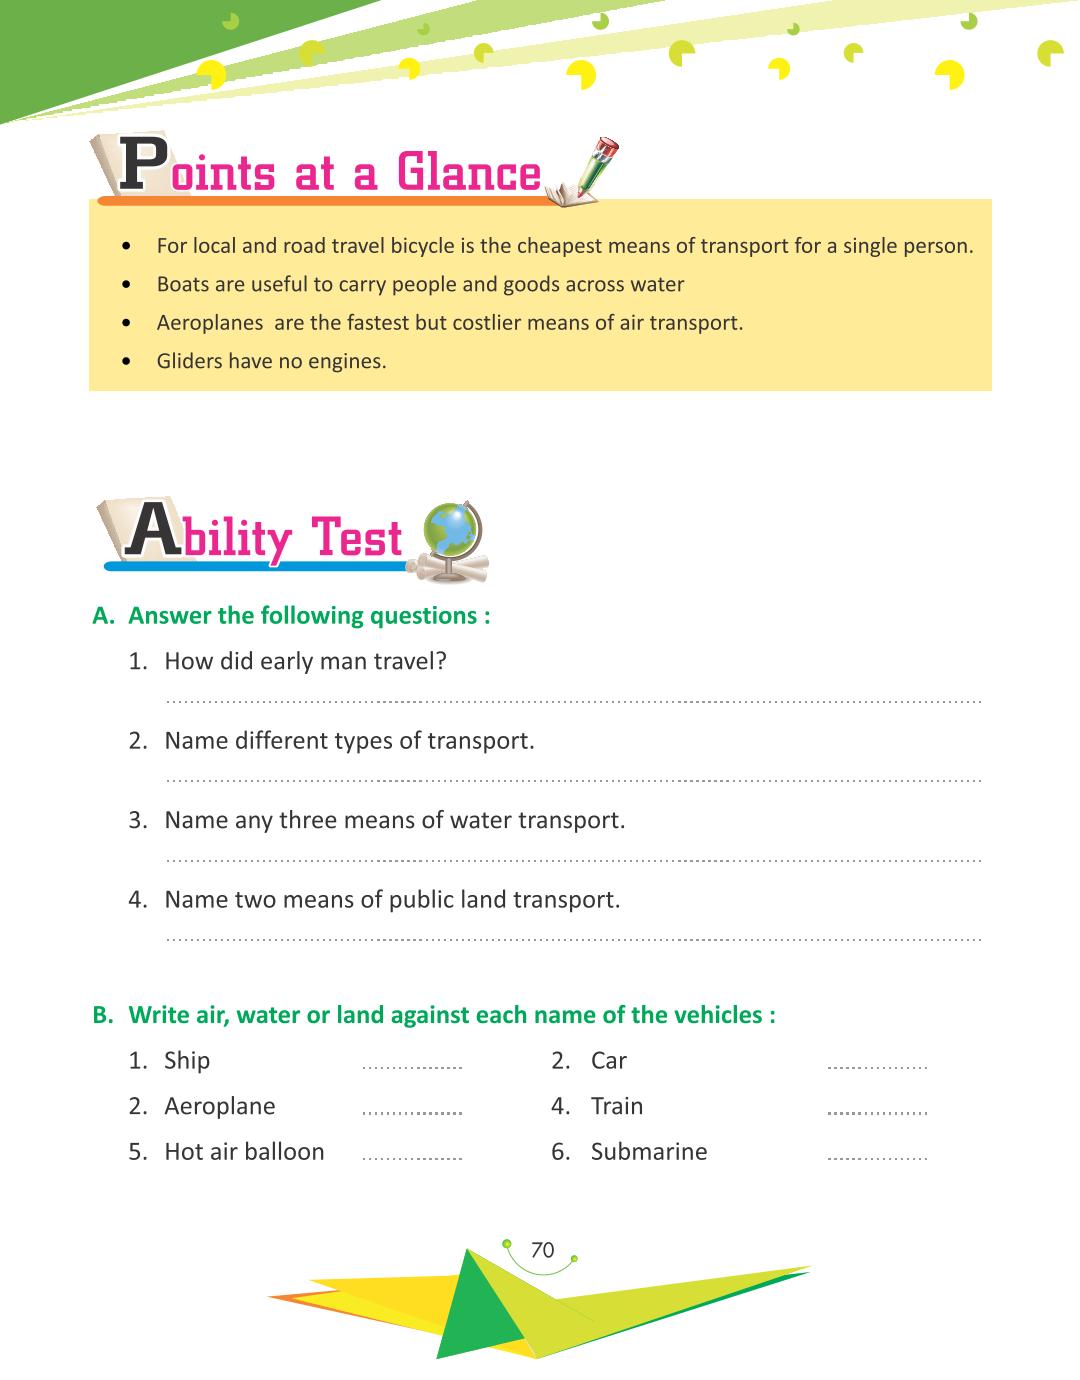 Points at a Glance
• For local and road travel bicycle is the cheapest means of transport for a single person.
• Boats are useful to carry people and goods across water
• Aeroplanes are the fastest but costlier means of air transport.
• Gliders have no engines.
Ability Test
A. Answer the following questions :
1. How did early man travel?
2. Name different types of transport.
3. Name any three means of water transport.
4. Name two means of public land transport.
B. Write air, water or land against each name of the vehicles :
1. Ship .................... 2. Car ....................
2. Aeroplane .................... 4. Train ....................
5. Hot air balloon .................... 6. Submarine ....................
70